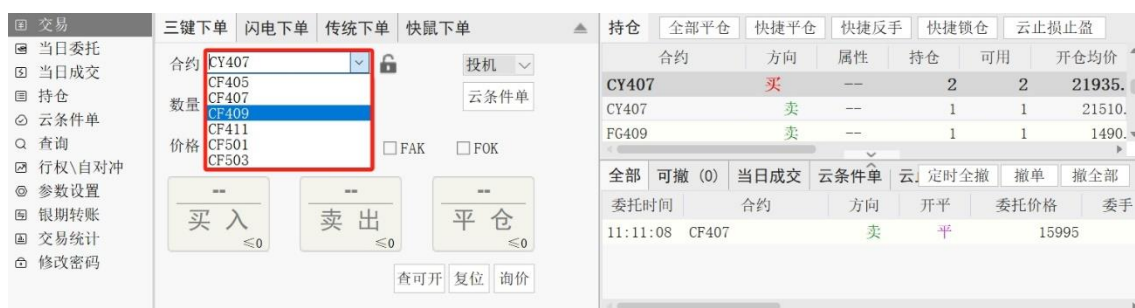 交易
当日委托
当日成交
持仓
云条件单
查询
行权\自对冲
参数设置
银期转账
交易统计
修改密码
三键下单 闪电下单 传统下单 快鼠下单
合约 CY407 投机
CF405
CF407
CF409
CF411
CF501
CF503
数量 云条件单
价格 FAK FOK
-- -- --
买入 卖出 平仓
≤0 ≤0 ≤0
查可开 复位 询价
持仓 全部平仓 快捷平仓 快捷反手 快捷锁仓 云止损止盈
合约 方向 属性 持仓 可用 开仓均价
CY407 买 -- 2 2 21935.
CY407 卖 -- 1 1 21510.
FG409 卖 -- 1 1 1490.
全部 可撤 (0) 当日成交 云条件单 云 定时全撤 撤单 撤全部
委托时间 合约 方向 开平 委托价格 委手
11:11:08 CF407 卖 平 15995